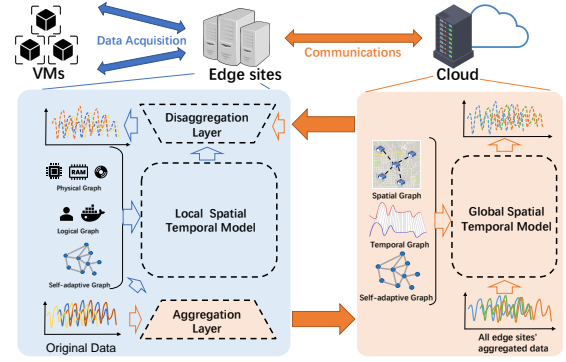 Data Acquisition
Communications
VMs
Edge sites
Cloud
Disaggregation
Layer
RAM
Physical Graph
Logical Graph
Self-adaptive Graph
Local Spatial
Temporal Model
Original Data
Aggregation
Layer
Spatial Graph
Temporal Graph
Self-adaptive Graph
Global Spatial
Temporal Model
All edge sites'
aggregated data